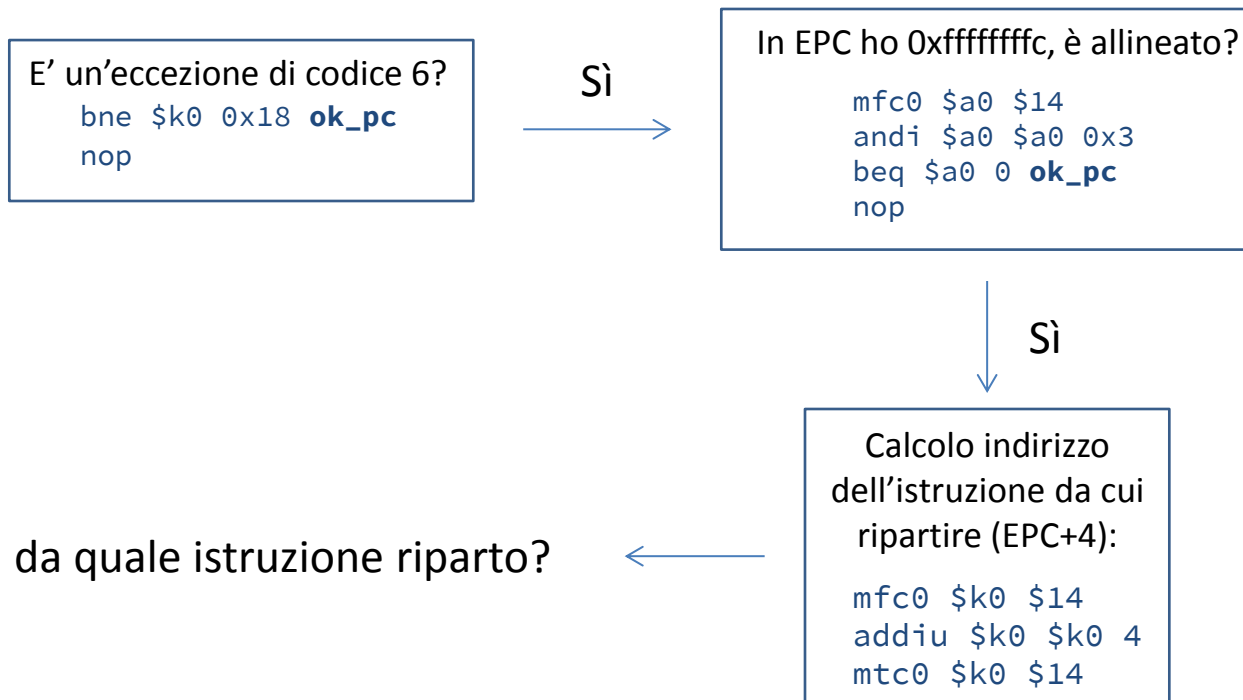 E' un'eccezione di codice 6?
bne $k0 0x18 ok_pc
nop
Sì
In EPC ho 0xfffffffffc, è allineato?
mfc0 $a0 $14
andi $a0 $a0 0x3
beq $a0 0 ok_pc
nop
Sì
Calcolo indirizzo
dell'istruzione da cui
ripartire (EPC+4):
mfc0 $k0 $14
addiu $k0 $k0 4
mtc0 $k0 $14
da quale istruzione riparto?